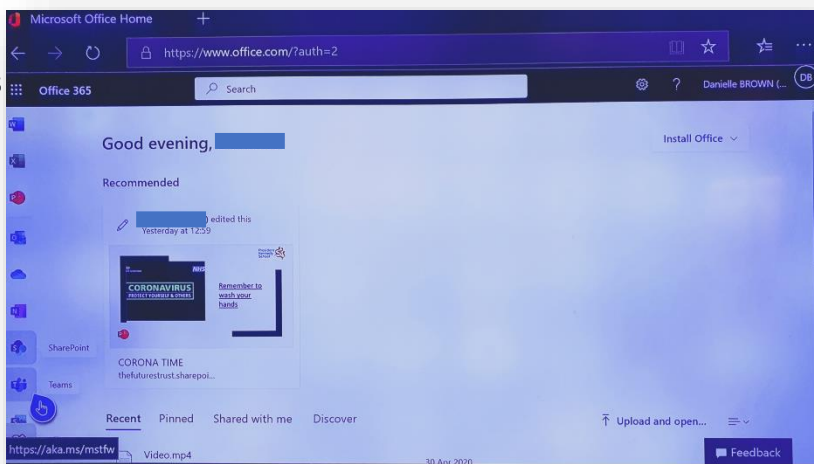 Microsoft Office Home
https://www.office.com/?auth=2
Office 365
Search
Danielle BROWN (...
DB
Good evening,
Install Office
Recommended
edited this
Yesterday at 12:59
NHS
CORONAVIRUS
PROTECT YOURSELF & OTHERS
Remember to
wash your
hands
SharePoint
CORONA TIME
thefuturestrust.sharepoi...
Teams
Recent Pinned Shared with me Discover
Upload and open...
https://aka.ms/mstfw
Video.mp4
30 Apr 2020
Feedback